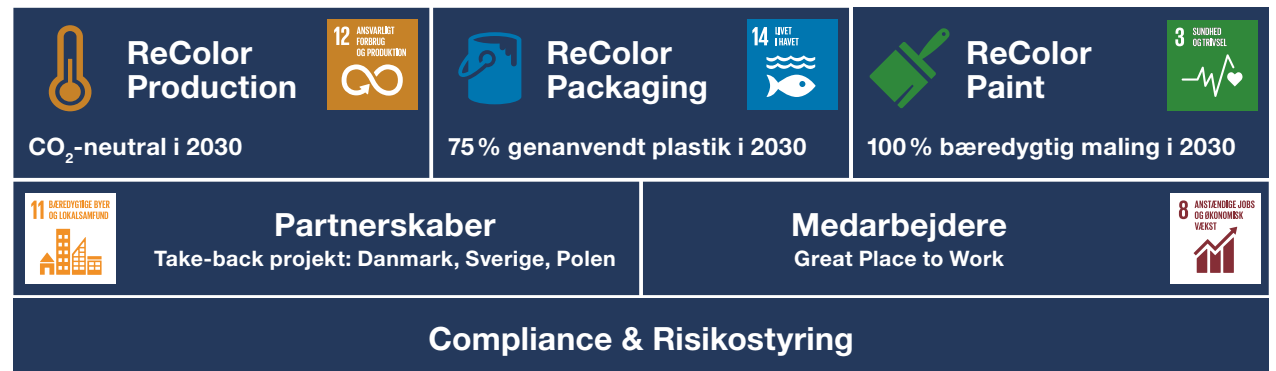 ReColor
Production
12 ANSVARLIGT
FORBRUG
OG PRODUKTION
CO₂-neutral i 2030
ReColor
Packaging
14 LIVET
I HAVET
75 % genanvendt plastik i 2030
ReColor
Paint
3 SUNDHED
OG TRIVSEL
100 % bæredygtig maling i 2030
11 BÆREDYGTIGE BYER
OG LOKALSAMFUND
Partnerskaber
Take-back projekt: Danmark, Sverige, Polen
Medarbejdere
Great Place to Work
8 ANSTÆNDIGE JOBS
OG ØKONOMISK
VÆKST
Compliance & Risikostyring